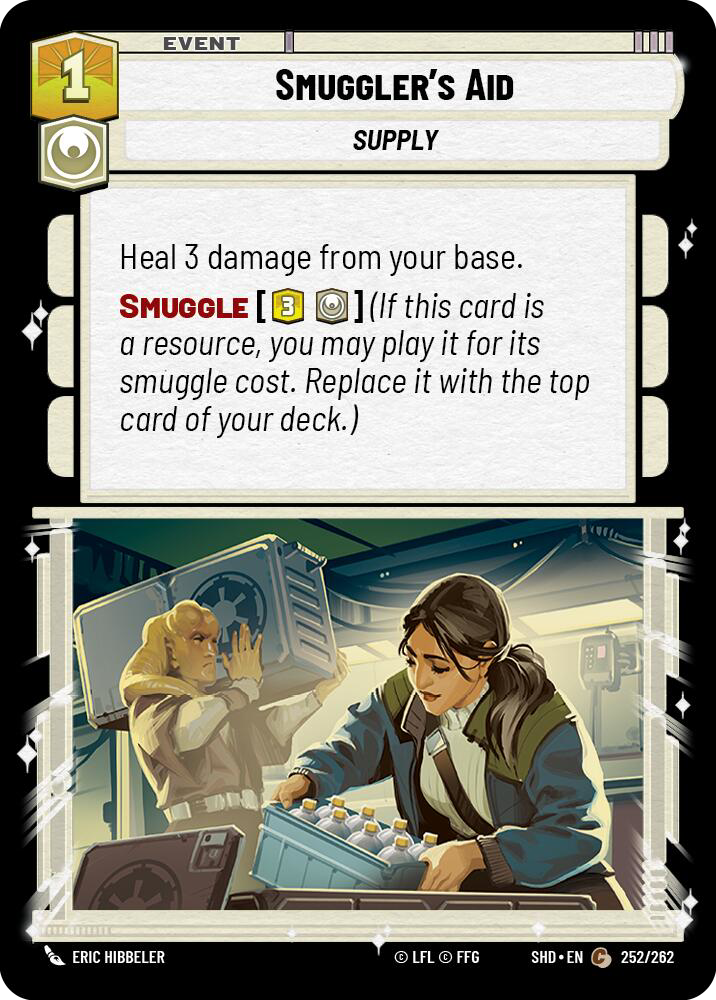 EVENT
1
SMUGGLER'S AID
SUPPLY
Heal 3 damage from your base.
SMUGGLE [3 ] (If this card is
a resource, you may play it for its
smuggle cost. Replace it with the top
card of your deck.)
ERIC HIBBELER
© LFL © FFG
SHD • EN C 252/262